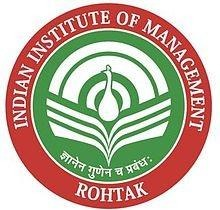 INDIAN INSTITUTE OF MANAGEMENT
ज्ञानेन गुणेन च प्रबंध:
ROHTAK